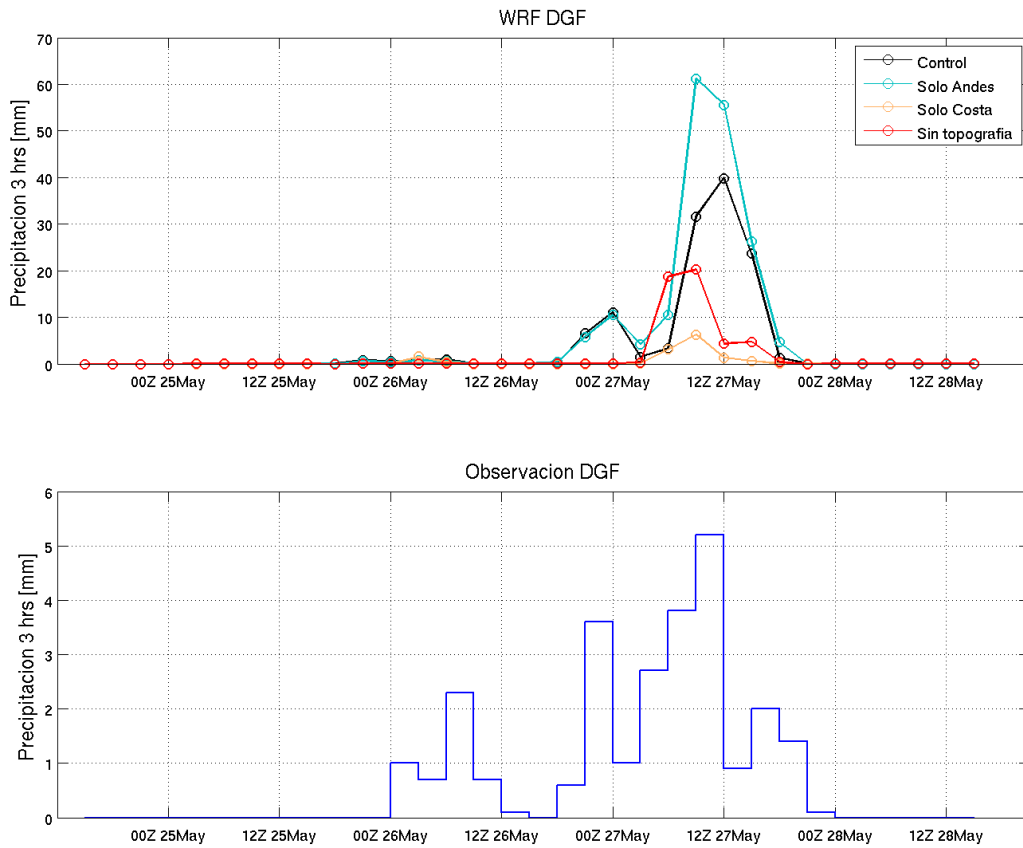 WRF DGF
Precipitacion 3 hrs [mm]
70
60
50
40
30
20
10
0
Control
Solo Andes
Solo Costa
Sin topografia
00Z 25May 12Z 25May 00Z 26May 12Z 26May 00Z 27May 12Z 27May 00Z 28May 12Z 28May
Observacion DGF
Precipitacion 3 hrs [mm]
6
5
4
3
2
1
0
00Z 25May 12Z 25May 00Z 26May 12Z 26May 00Z 27May 12Z 27May 00Z 28May 12Z 28May